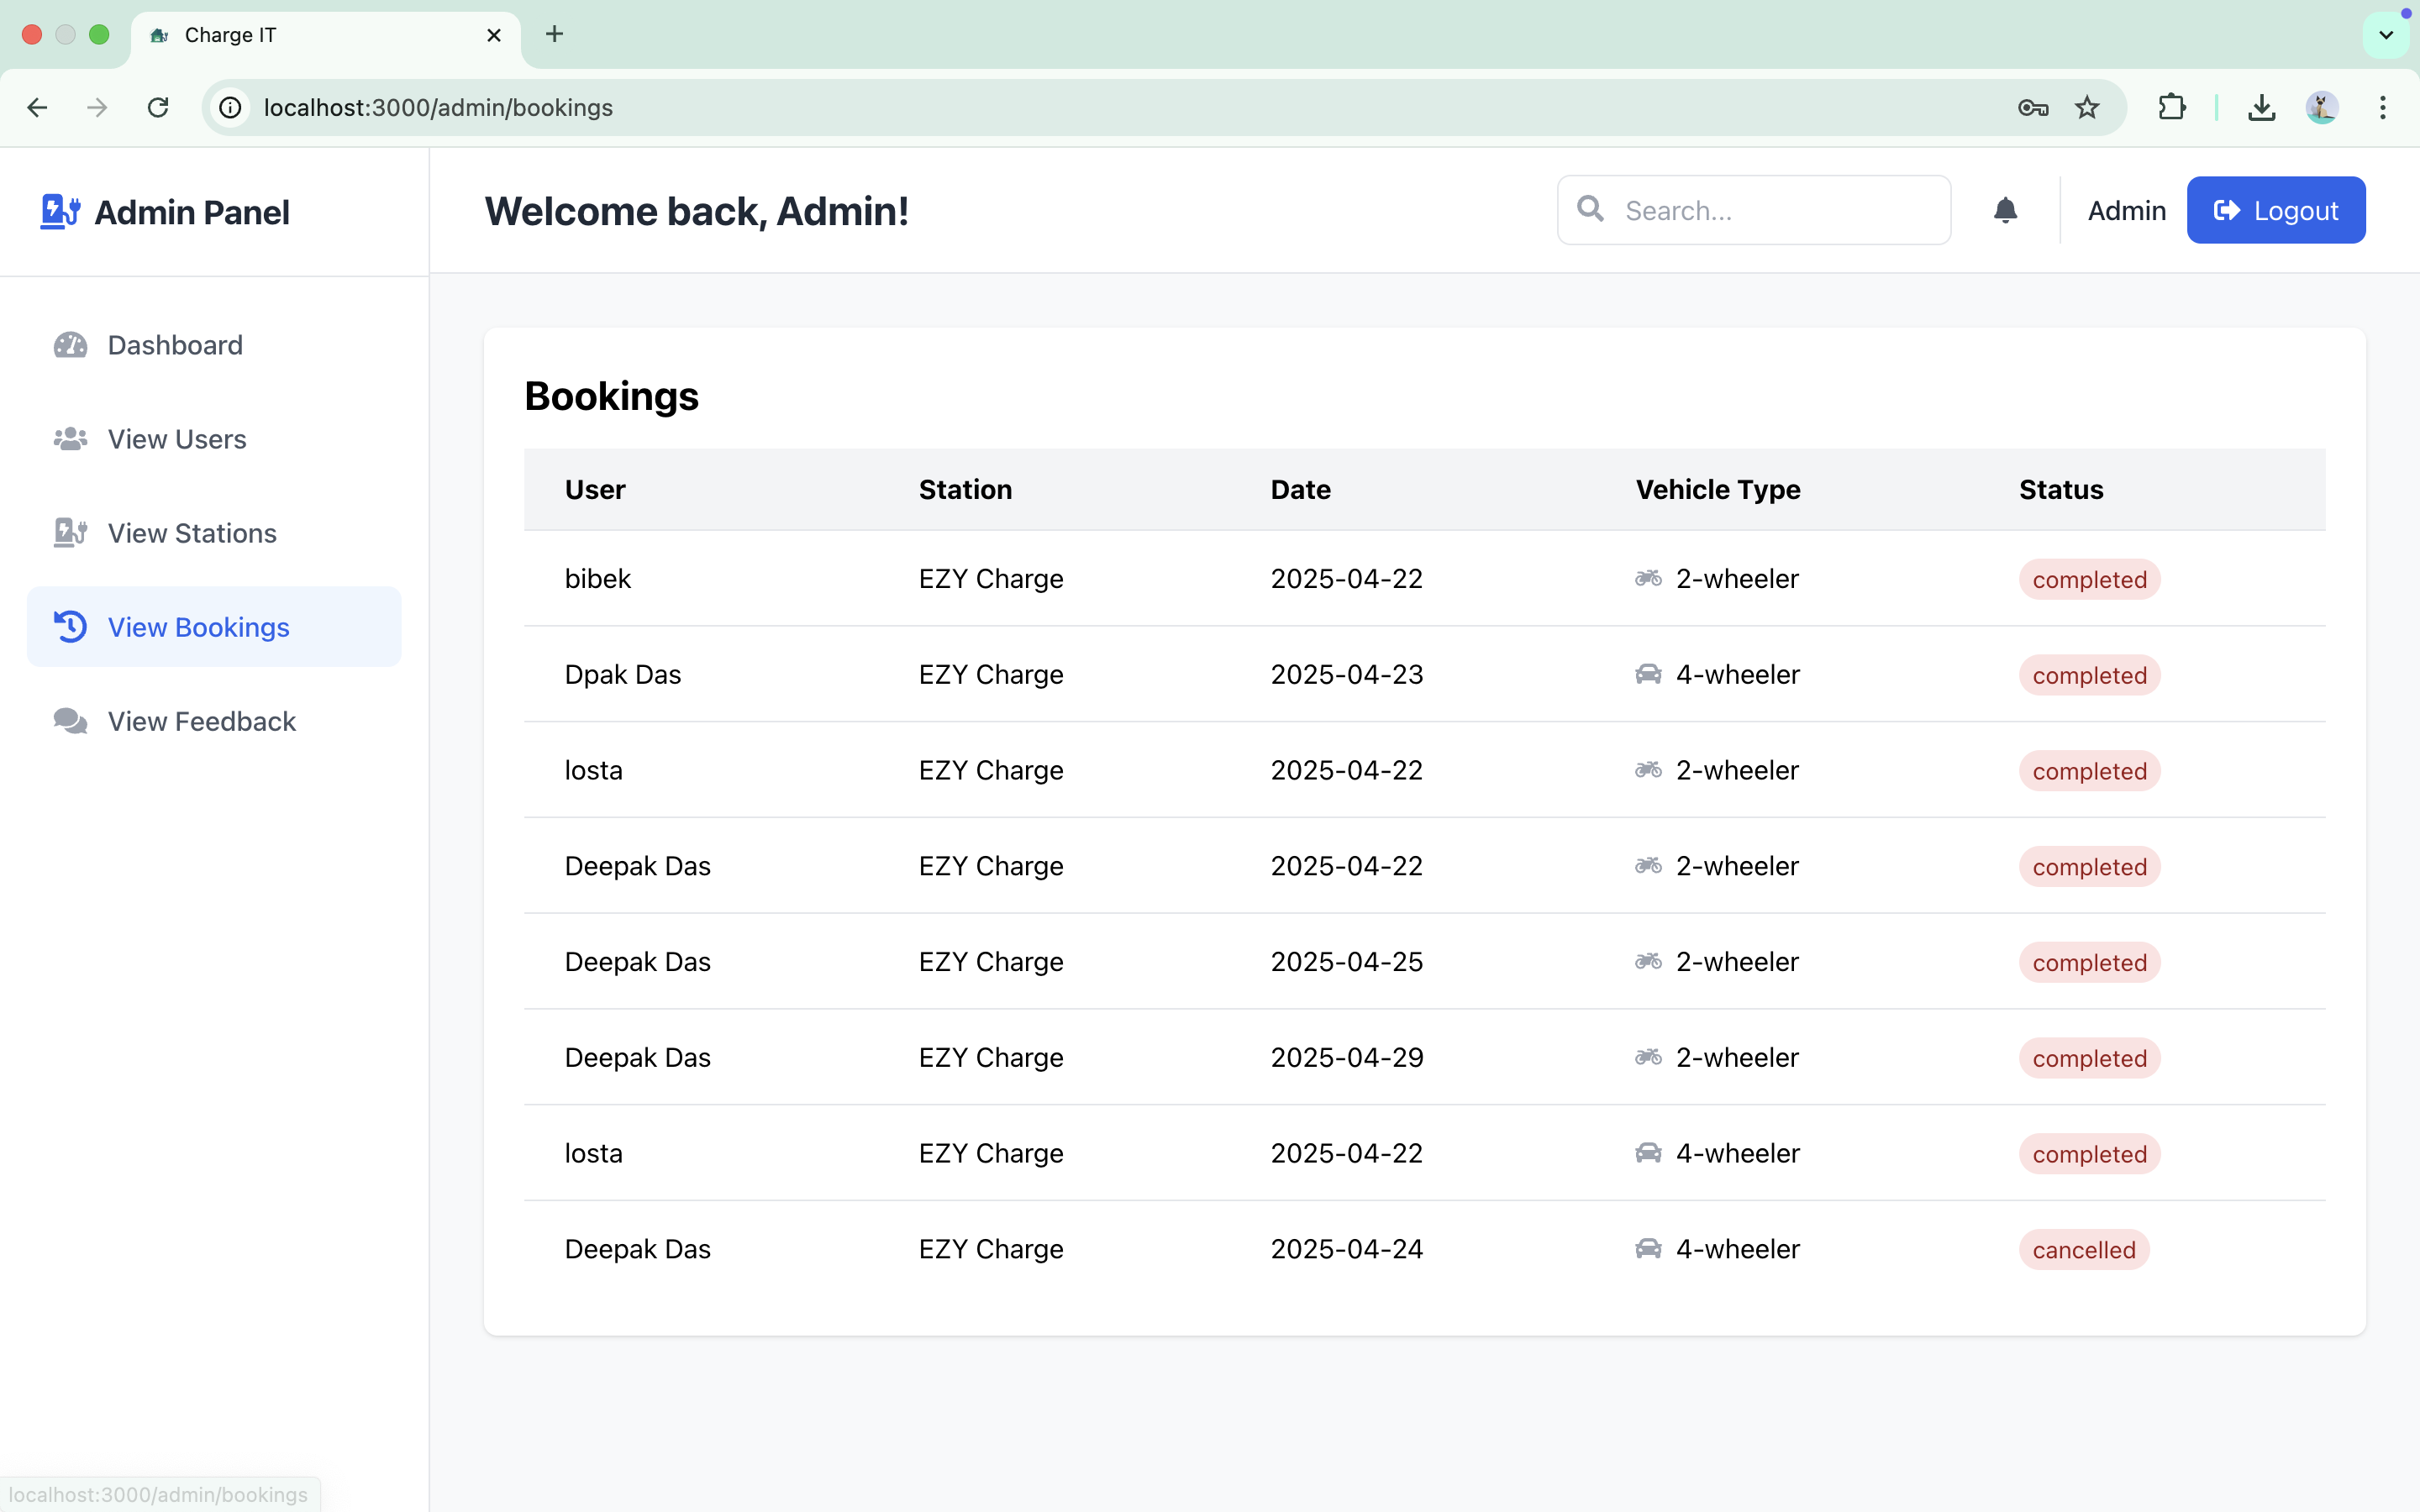 Charge IT
localhost:3000/admin/bookings
Admin Panel
Welcome back, Admin!
Search...
Admin
Logout
Dashboard
View Users
View Stations
View Bookings
View Feedback
Bookings
User Station Date Vehicle Type Status
bibek EZY Charge 2025-04-22 2-wheeler completed
Dpak Das EZY Charge 2025-04-23 4-wheeler completed
losta EZY Charge 2025-04-22 2-wheeler completed
Deepak Das EZY Charge 2025-04-22 2-wheeler completed
Deepak Das EZY Charge 2025-04-25 2-wheeler completed
Deepak Das EZY Charge 2025-04-29 2-wheeler completed
losta EZY Charge 2025-04-22 4-wheeler completed
Deepak Das EZY Charge 2025-04-24 4-wheeler cancelled
localhost:3000/admin/bookings